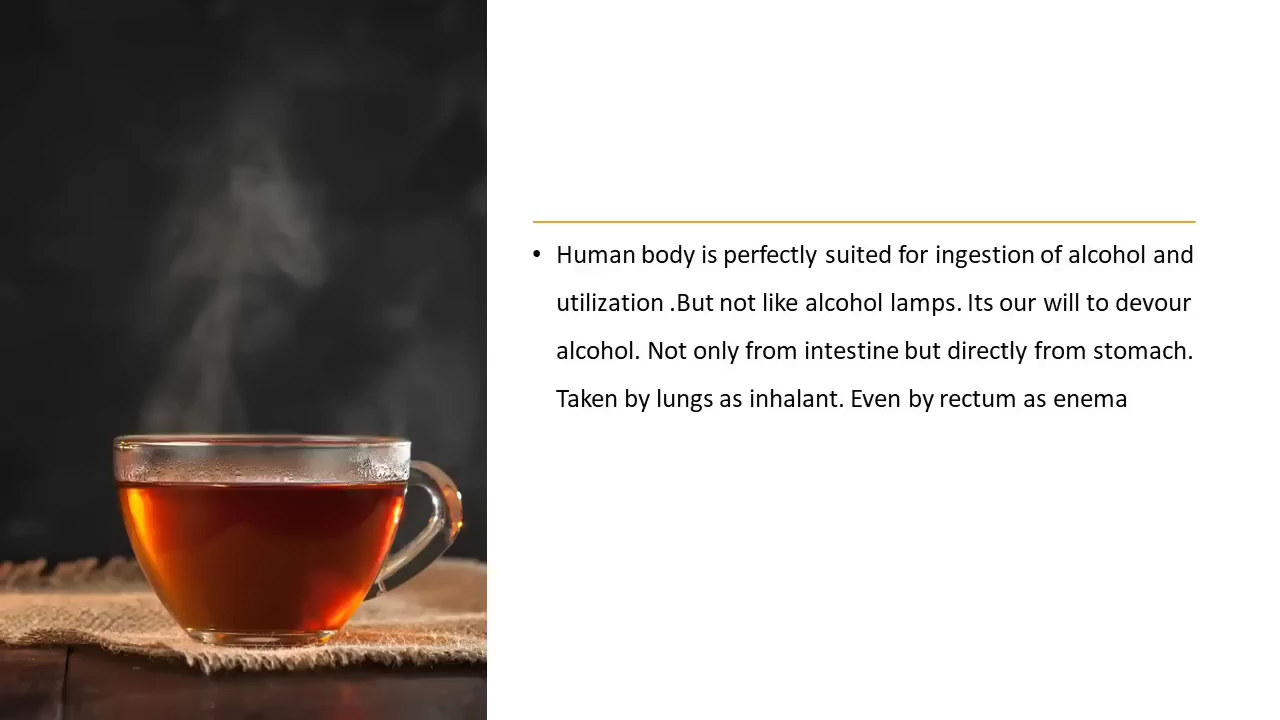 • Human body is perfectly suited for ingestion of alcohol and
utilization .But not like alcohol lamps. Its our will to devour
alcohol. Not only from intestine but directly from stomach.
Taken by lungs as inhalant. Even by rectum as enema